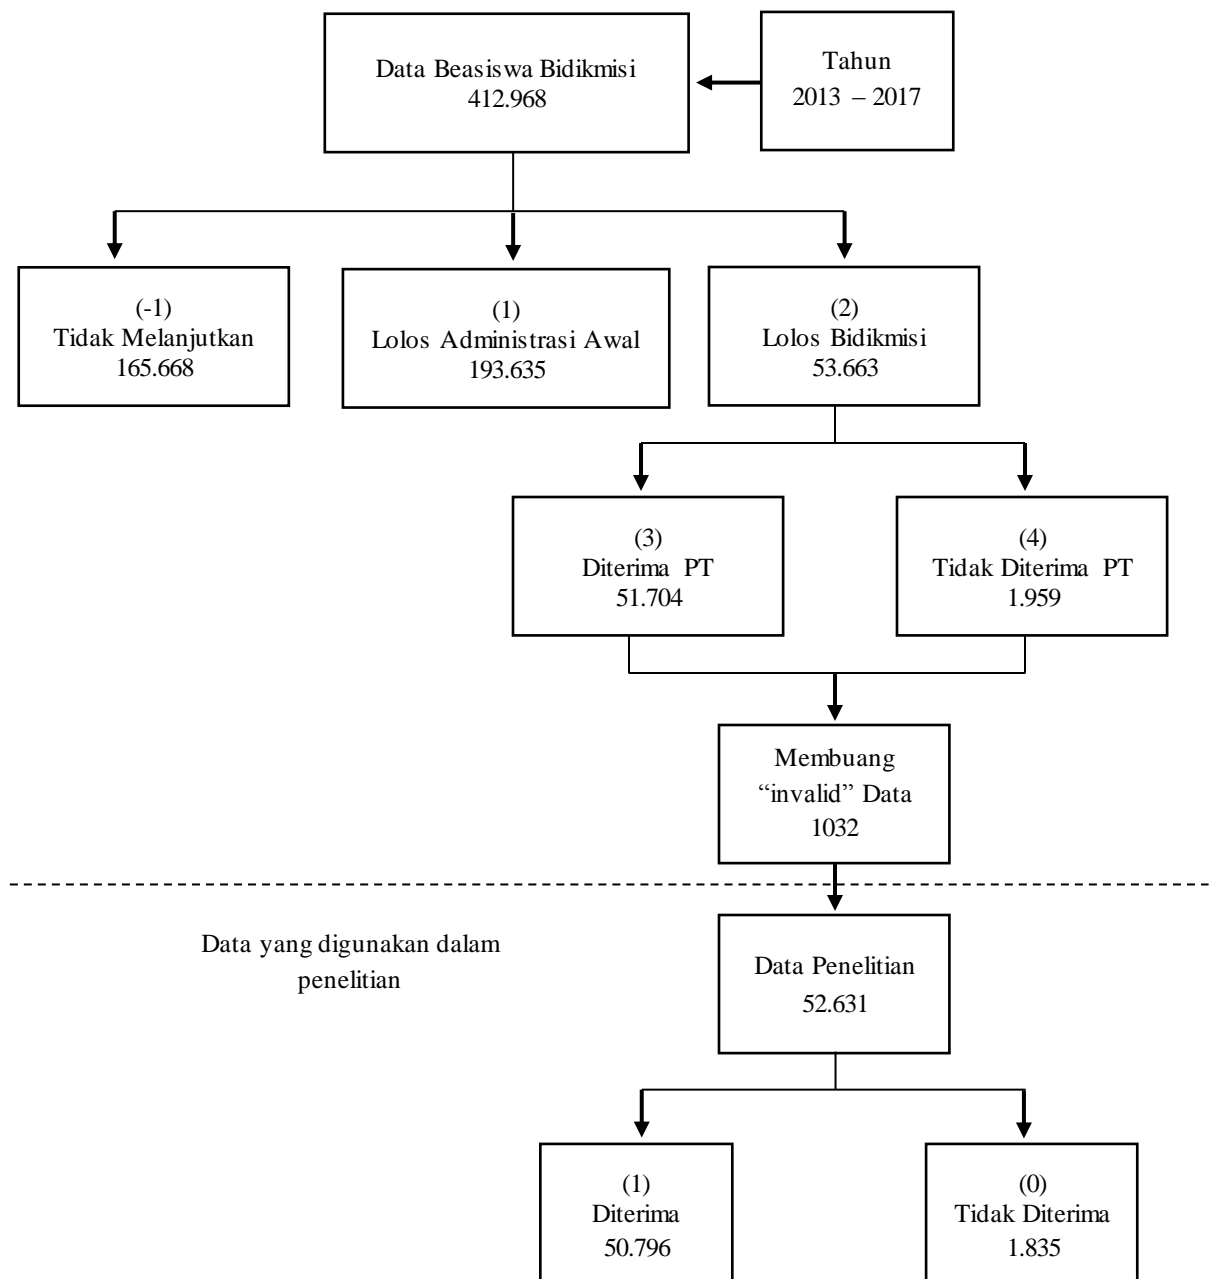 Data Beasiswa Bidikmisi
412.968
Tahun
2013 – 2017
(-1)
Tidak Melanjutkan
165.668
(1)
Lolos Administrasi Awal
193.635
(2)
Lolos Bidikmisi
53.663
(3)
Diterima PT
51.704
(4)
Tidak Diterima PT
1.959
Membuang
“invalid” Data
1032
Data yang digunakan dalam
penelitian
Data Penelitian
52.631
(1)
Diterima
50.796
(0)
Tidak Diterima
1.835